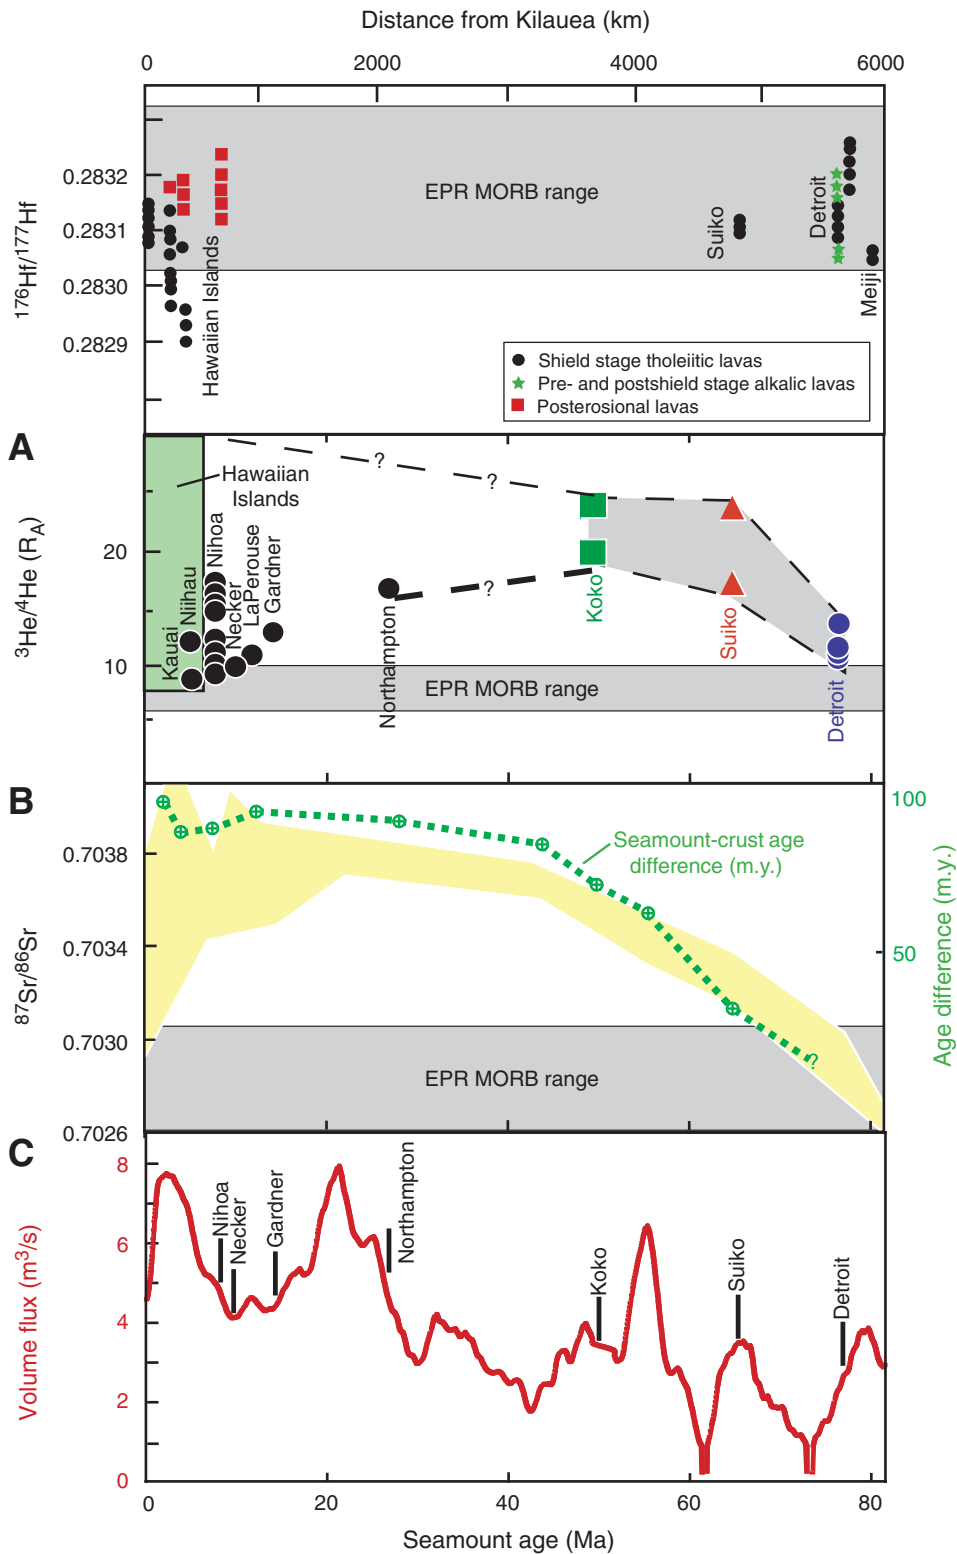 Distance from Kilauea (km)
0 2000 4000 6000
176Hf/177Hf
0.2832
0.2831
0.2830
0.2829
EPR MORB range
Hawaiian Islands
Suiko
Detroit
Meiji
Shield stage tholeiitic lavas
Pre- and postshield stage alkalic lavas
Posterosional lavas
A
3He/4He (RA)
20
10
Hawaiian
Islands
Kauai
Niihau
Nihoa
Necker
LaPerouse
Gardner
Northampton
?
?
?
Koko
Suiko
Detroit
EPR MORB range
B
87Sr/86Sr
0.7038
0.7034
0.7030
0.7026
Seamount-crust age
difference (m.y.)
?
EPR MORB range
100
50
Age difference (m.y.)
C
Volume flux (m3/s)
8
6
4
2
0
Nihoa
Necker
Gardner
Northampton
Koko
Suiko
Detroit
0 20 40 60 80
Seamount age (Ma)